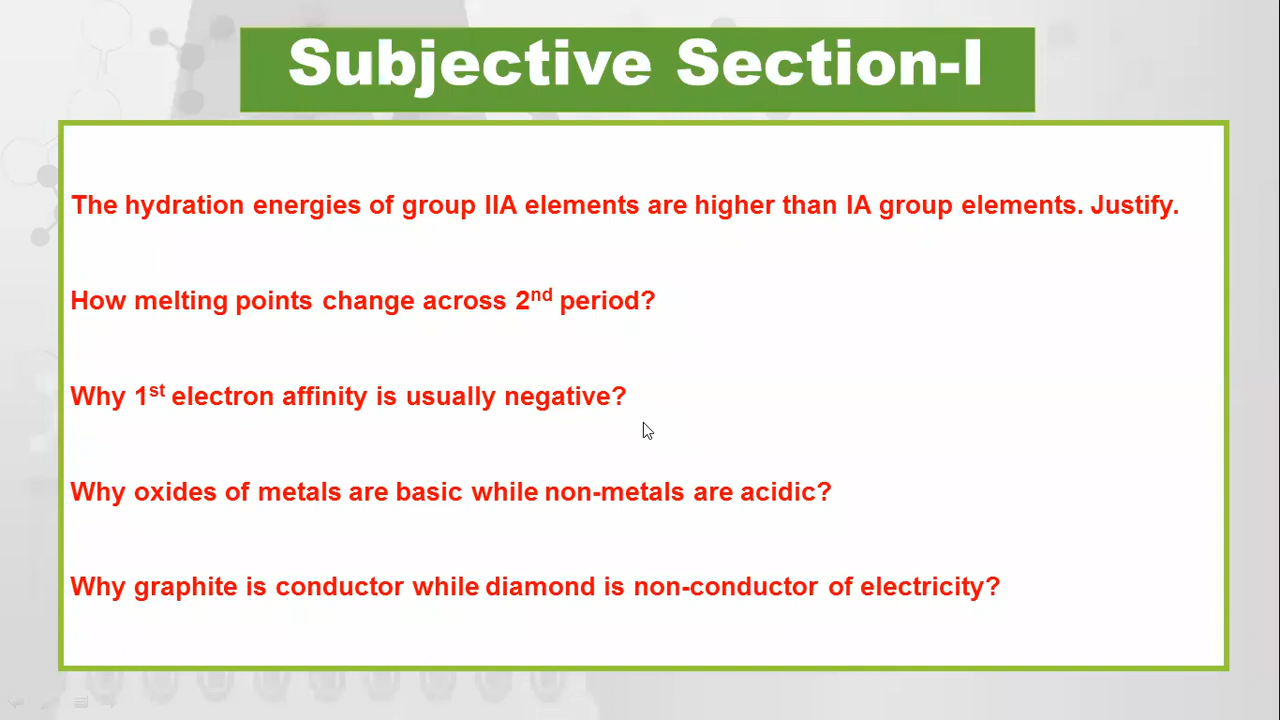 Subjective Section-I
The hydration energies of group IIA elements are higher than IA group elements. Justify.
How melting points change across 2nd period?
Why 1st electron affinity is usually negative?
Why oxides of metals are basic while non-metals are acidic?
Why graphite is conductor while diamond is non-conductor of electricity?